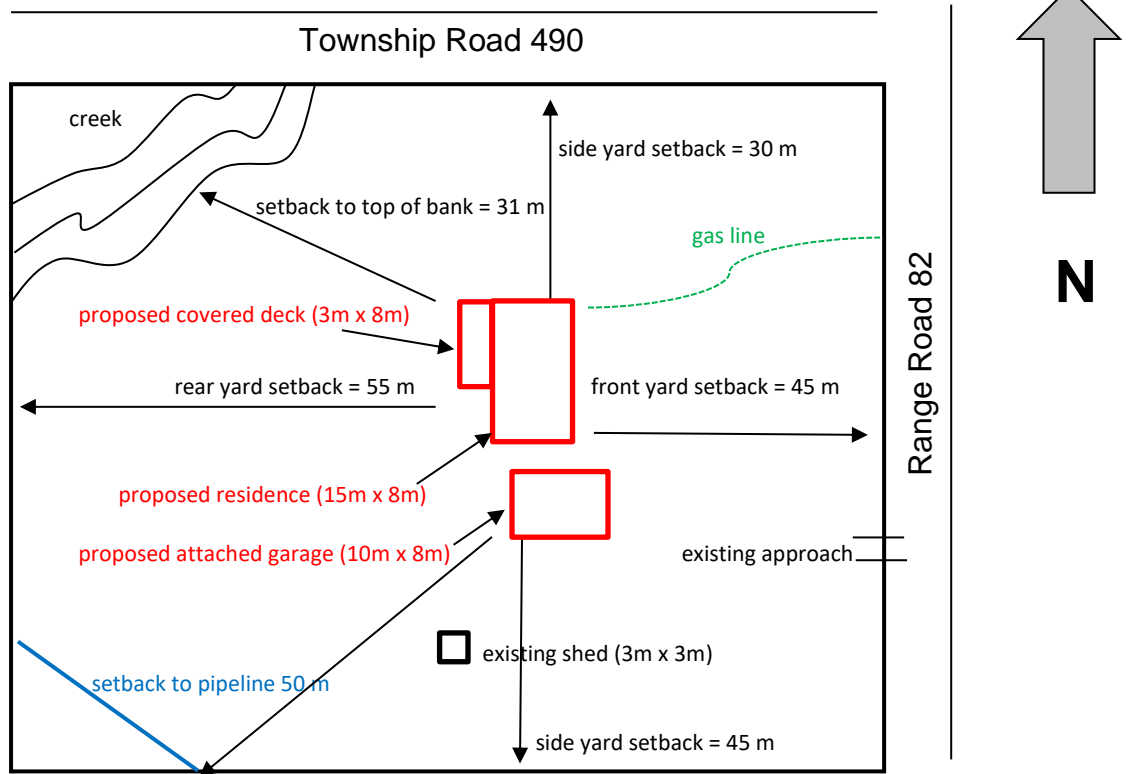 Township Road 490
creek
side yard setback = 30 m
setback to top of bank = 31 m
gas line
Range Road 82
N
proposed covered deck (3m x 8m)
rear yard setback = 55 m
front yard setback = 45 m
proposed residence (15m x 8m)
proposed attached garage (10m x 8m)
existing approach
existing shed (3m x 3m)
setback to pipeline 50 m
side yard setback = 45 m